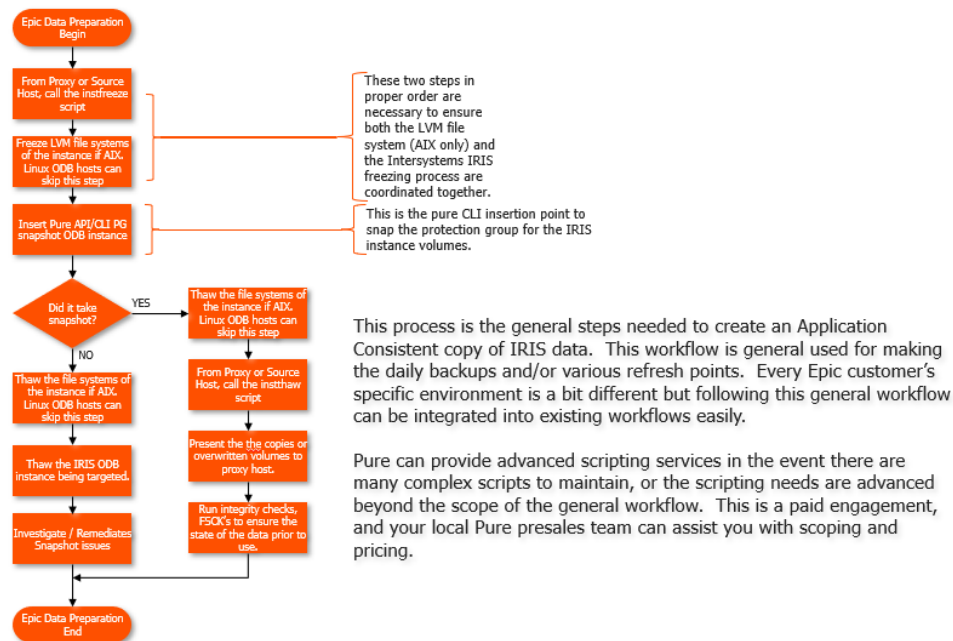 Epic Data Preparation
Begin
From Proxy or Source
Host, call the instfreeze
script
Freeze LVM file systems
of the instance if AIX.
Linux ODB hosts can
skip this step
Insert Pure API/CLI PG
snapshot ODB instance
These two steps in
proper order are
necessary to ensure
both the LVM file
system (AIX only) and
the Intersystems IRIS
freezing process are
coordinated together.
This is the pure CLI insertion point to
snap the protection group for the IRIS
instance volumes.
Did it take
snapshot?
YES
NO
Thaw the file systems of
the instance if AIX.
Linux ODB hosts can
skip this step
From Proxy or Source
Host, call the instthaw
script
Present the the copies or
overwritten volumes to
proxy host.
Run integrity checks,
FSCK's to ensure the
state of the data prior to
use.
Thaw the file systems of
the instance if AIX.
Linux ODB hosts can
skip this step
Thaw the IRIS ODB
instance being targeted.
Investigate / Remediates
Snapshot issues
Epic Data Preparation
End
This process is the general steps needed to create an Application
Consistent copy of IRIS data.  This workflow is general used for making
the daily backups and/or various refresh points.  Every Epic customer's
specific environment is a bit different but following this general workflow
can be integrated into existing workflows easily.
Pure can provide advanced scripting services in the event there are
many complex scripts to maintain, or the scripting needs are advanced
beyond the scope of the general workflow.  This is a paid engagement,
and your local Pure presales team can assist you with scoping and
pricing.